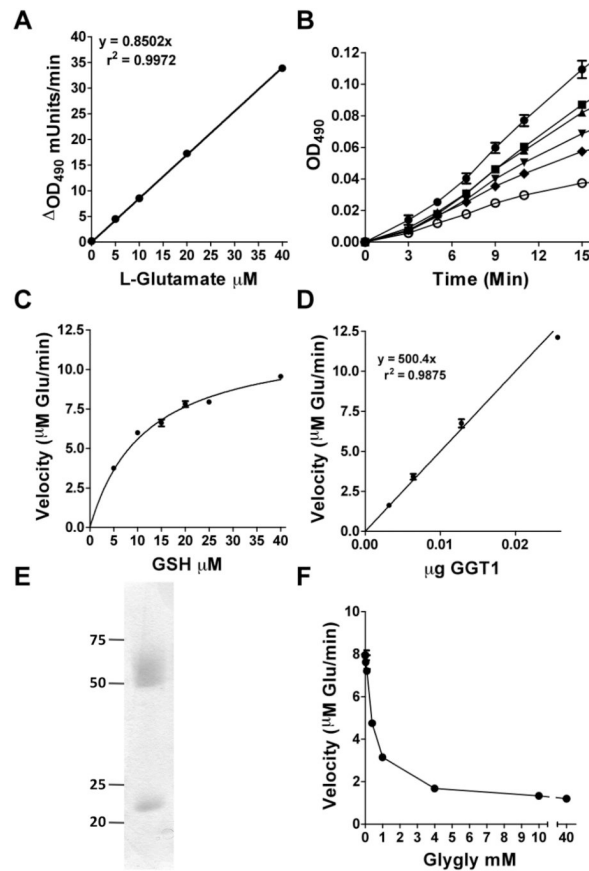 A
y = 0.8502x
r² = 0.9972
ΔOD₄₉₀ mUnits/min
40
35
30
25
20
15
10
5
0
0 5 10 15 20 25 30 35 40
L-Glutamate μM
B
OD₄₉₀
0.12
0.10
0.08
0.06
0.04
0.02
0.00
0 3 6 9 12 15
Time (Min)
C
Velocity (μM Glu/min)
12.5
10.0
7.5
5.0
2.5
0.0
0 5 10 15 20 25 30 35 40
GSH μM
D
y = 500.4x
r² = 0.9875
Velocity (μM Glu/min)
12.5
10.0
7.5
5.0
2.5
0.0
0.00 0.01 0.02
μg GGT1
E
75
50
25
20
F
Velocity (μM Glu/min)
10
8
6
4
2
0
0 1 2 3 4 5 6 7 8 9 10 40
Glygly mM